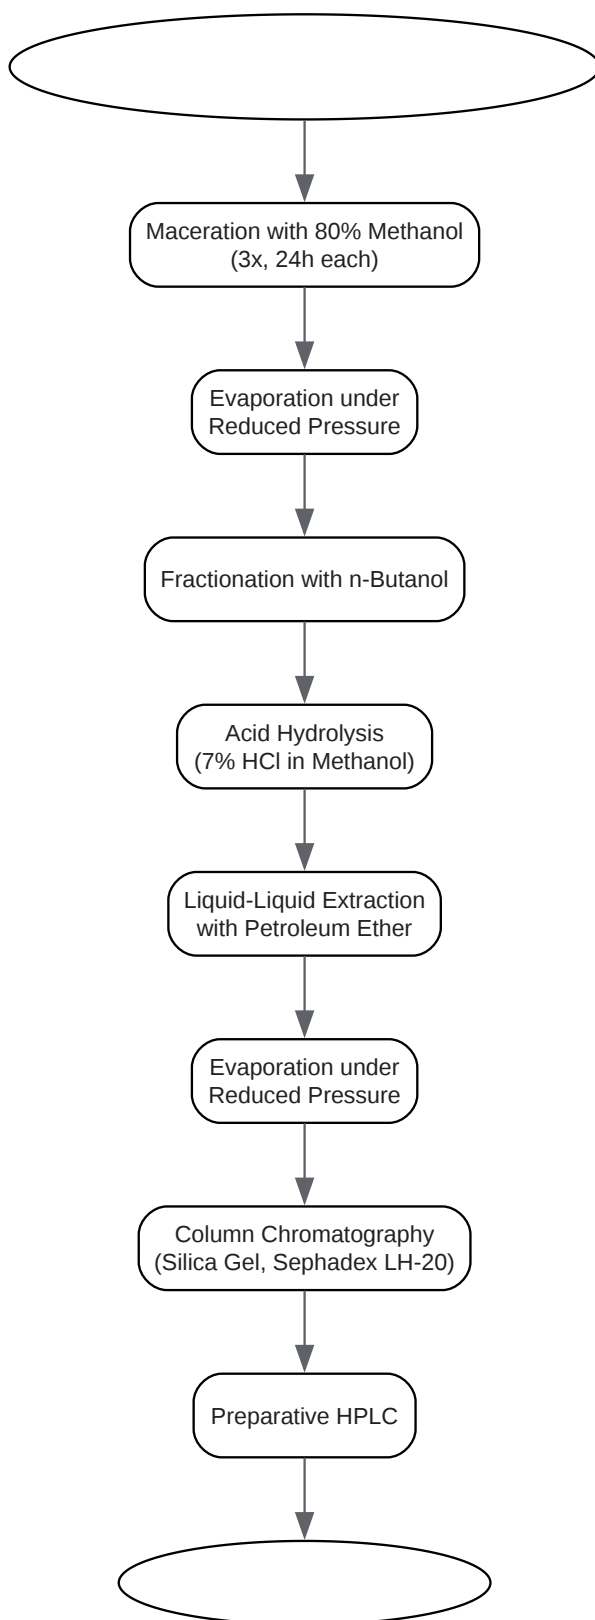 Maceration with 80% Methanol
(3x, 24h each)
Evaporation under
Reduced Pressure
Fractionation with n-Butanol
Acid Hydrolysis
(7% HCl in Methanol)
Liquid-Liquid Extraction
with Petroleum Ether
Evaporation under
Reduced Pressure
Column Chromatography
(Silica Gel, Sephadex LH-20)
Preparative HPLC